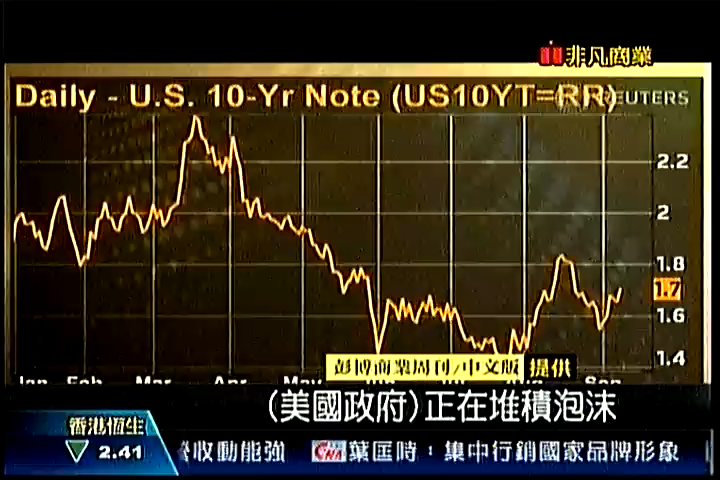 非凡商業
Daily - U.S. 10-Yr Note (US10YT=RR)
REUTERS
2.2
2
1.8
1.7
1.6
1.4
Jan Feb Mar Apr May Aug Sep
彭博商業周刊/中文版 提供
(美國政府)正在堆積泡沫
香港恆生
2.41
收動能強 CNA 葉匡時：集中行銷國家品牌形象